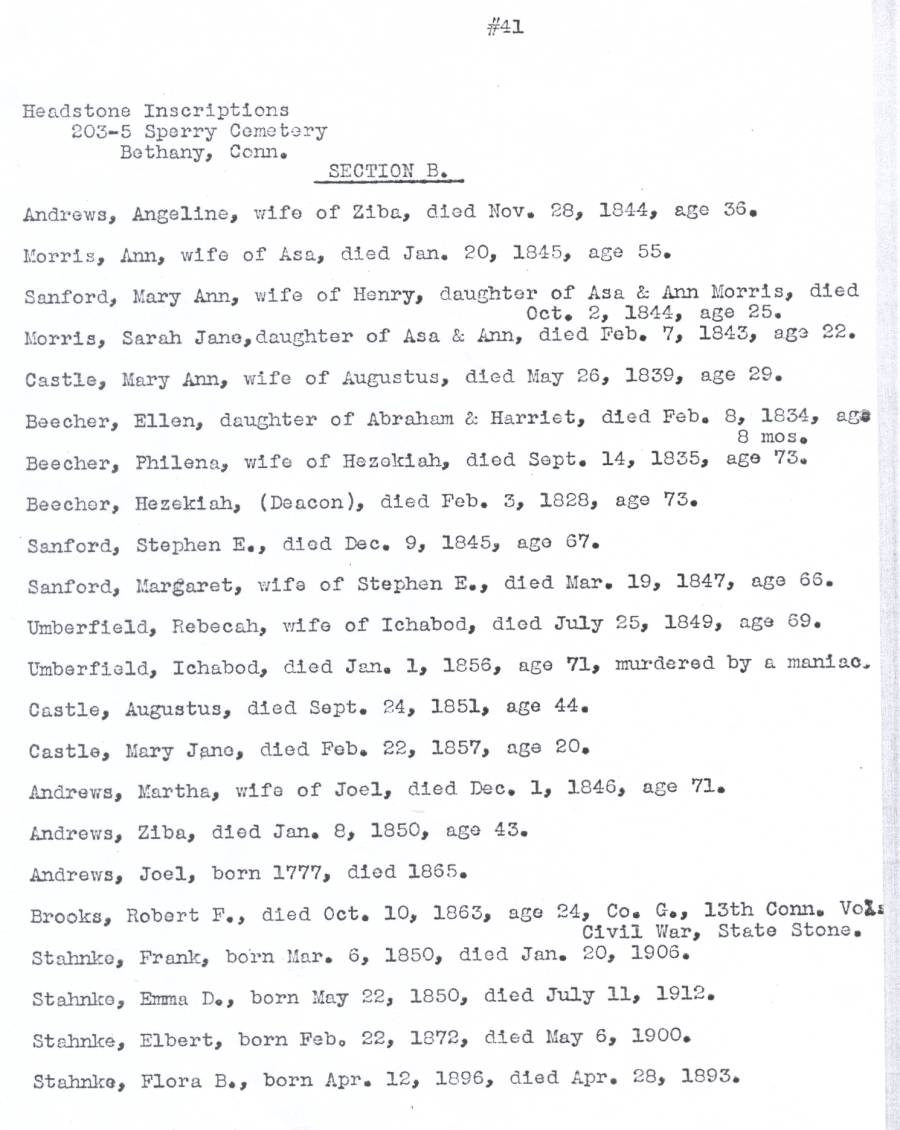 #41
Headstone Inscriptions
203-5 Sperry Cemetery
Bethany, Conn.
SECTION B.
Andrews, Angeline, wife of Ziba, died Nov. 28, 1844, age 36.
Morris, Ann, wife of Asa, died Jan. 20, 1845, age 55.
Sanford, Mary Ann, wife of Henry, daughter of Asa & Ann Morris, died
Oct. 2, 1844, age 25.
Morris, Sarah Jane,daughter of Asa & Ann, died Feb. 7, 1843, age 22.
Castle, Mary Ann, wife of Augustus, died May 26, 1839, age 29.
Beecher, Ellen, daughter of Abraham & Harriet, died Feb. 8, 1834, age
8 mos.
Beecher, Philena, wife of Hezekiah, died Sept. 14, 1835, age 73.
Beecher, Hezekiah, (Deacon), died Feb. 3, 1828, age 73.
Sanford, Stephen E., died Dec. 9, 1845, age 67.
Sanford, Margaret, wife of Stephen E., died Mar. 19, 1847, age 66.
Umberfield, Rebecah, wife of Ichabod, died July 25, 1849, age 69.
Umberfield, Ichabod, died Jan. 1, 1856, age 71, murdered by a maniac.
Castle, Augustus, died Sept. 24, 1851, age 44.
Castle, Mary Jane, died Feb. 22, 1857, age 20.
Andrews, Martha, wife of Joel, died Dec. 1, 1846, age 71.
Andrews, Ziba, died Jan. 8, 1850, age 43.
Andrews, Joel, born 1777, died 1865.
Brooks, Robert F., died Oct. 10, 1863, age 24, Co. G., 13th Conn. Vols
Civil War, State Stone.
Stahnke, Frank, born Mar. 6, 1850, died Jan. 20, 1906.
Stahnke, Emma D., born May 22, 1850, died July 11, 1912.
Stahnke, Elbert, born Feb. 22, 1872, died May 6, 1900.
Stahnke, Flora B., born Apr. 12, 1896, died Apr. 28, 1893.